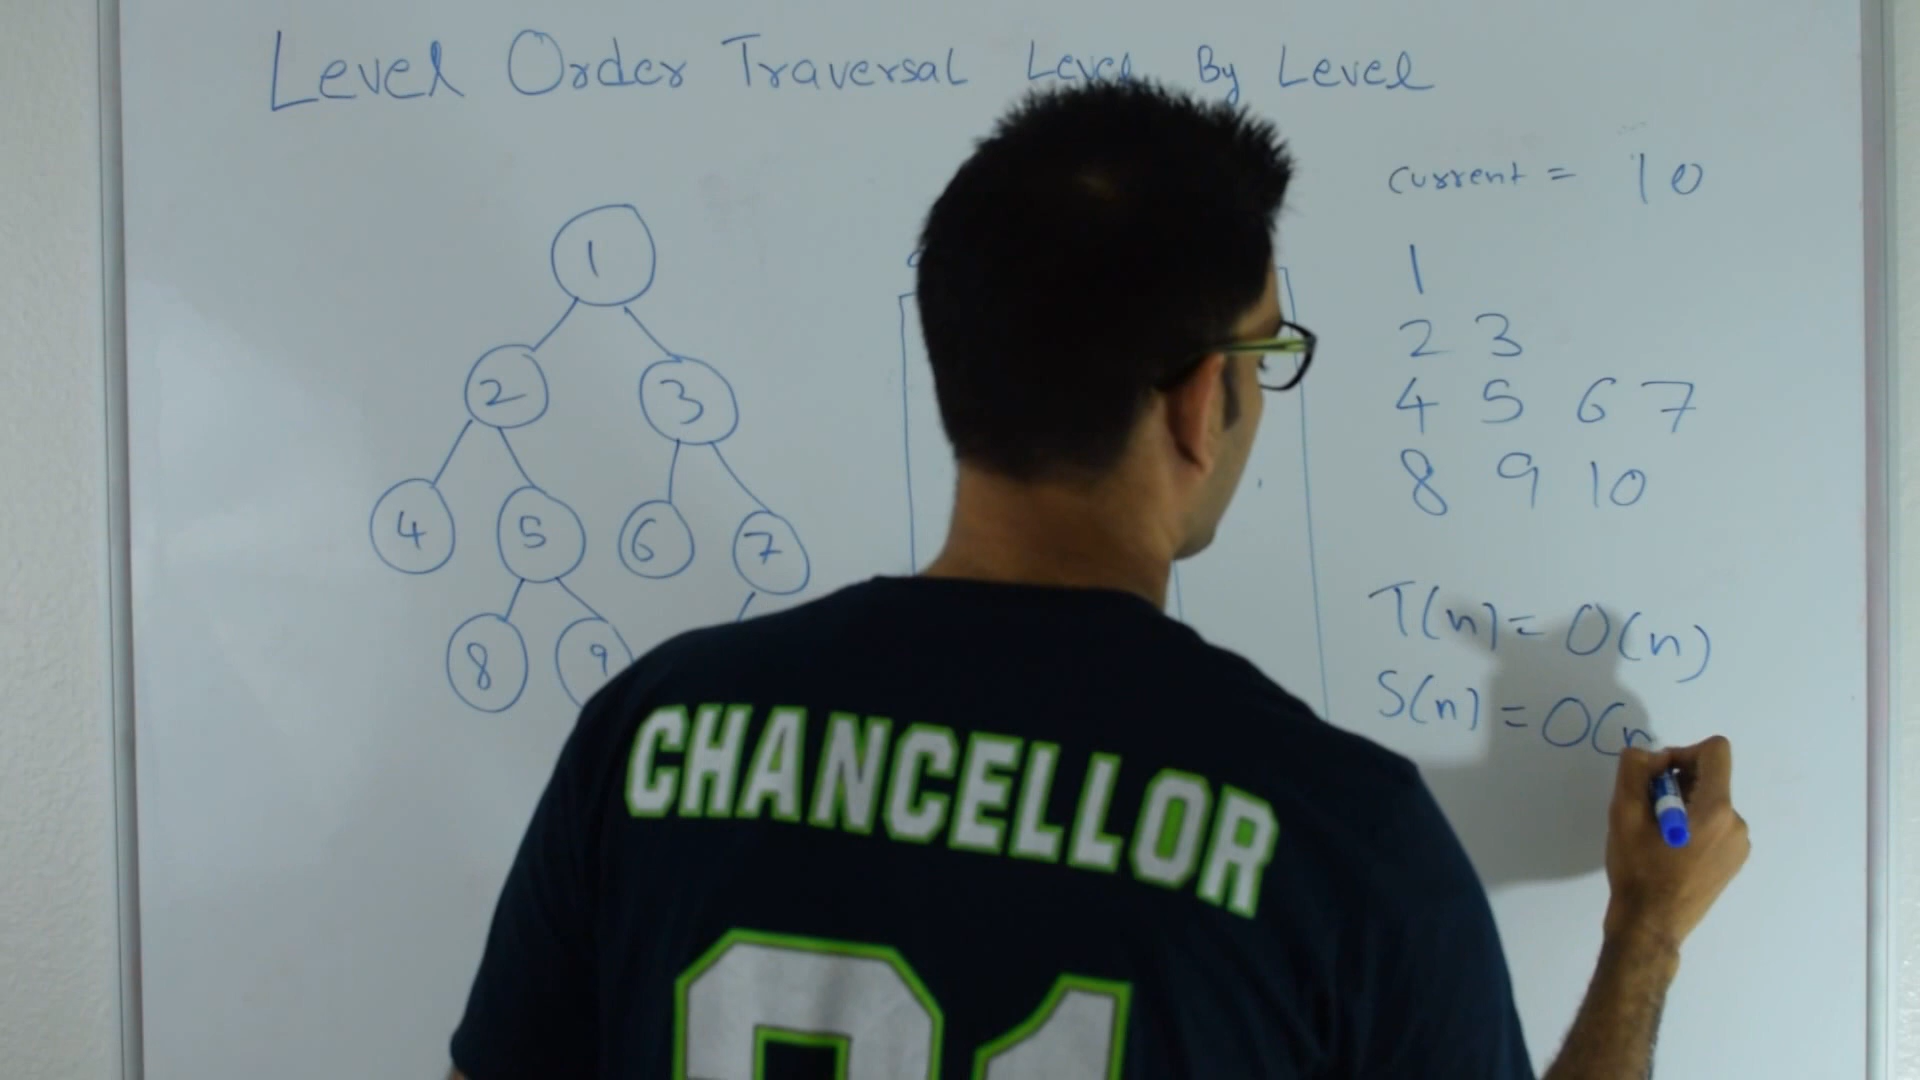 Level Order Traversal Level By Level
current = 10
1
2 3
4 5 6 7
8 9 10
1
2 3
4 5 6 7
8 9
T(n) = O(n)
S(n) = O(n
CHANCELLOR